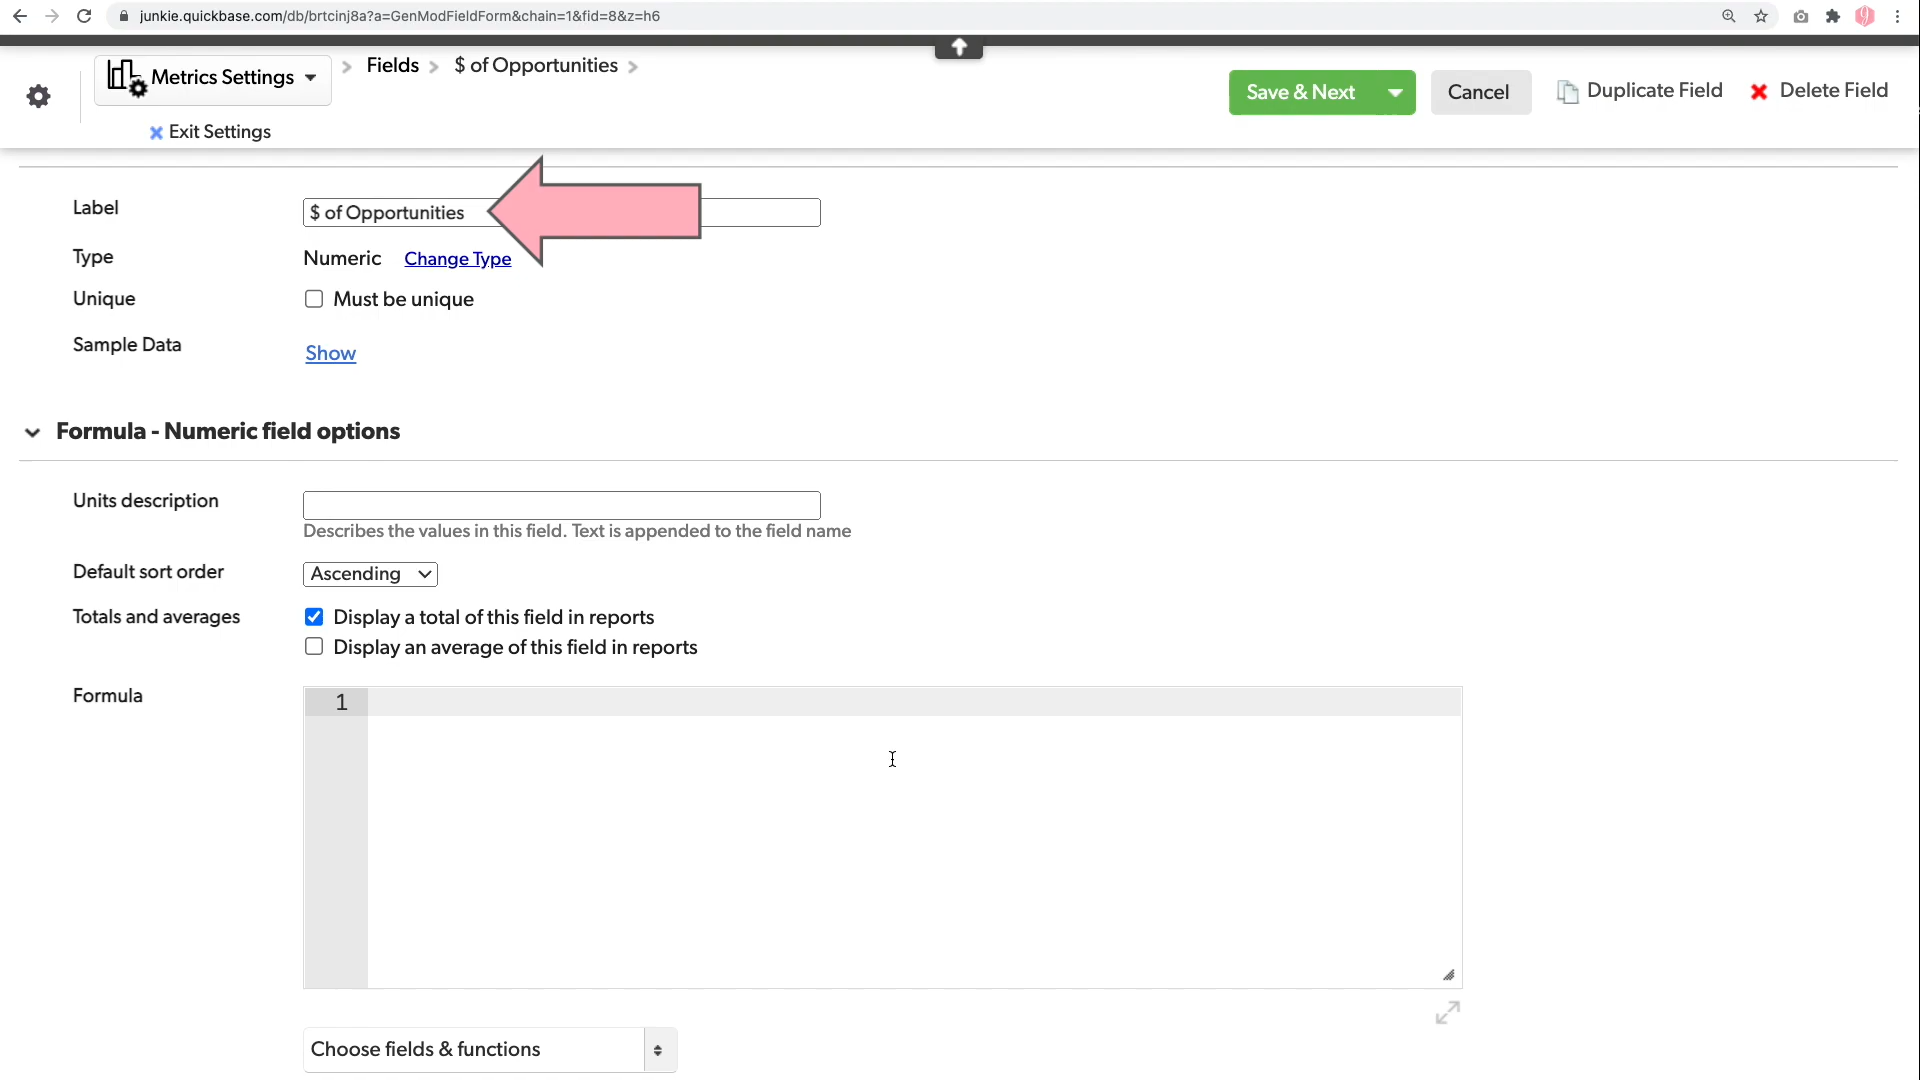 junkie.quickbase.com/db/brtcinj8a?a=GenModFieldForm&chain=1&fid=8&z=h6
Metrics Settings > Fields > $ of Opportunities >
Save & Next
Cancel
Duplicate Field
Delete Field
Exit Settings
Label
$ of Opportunities
Type
Numeric Change Type
Unique
Must be unique
Sample Data
Show
Formula - Numeric field options
Units description
Describes the values in this field. Text is appended to the field name
Default sort order
Ascending
Totals and averages
Display a total of this field in reports
Display an average of this field in reports
Formula
1
Choose fields & functions